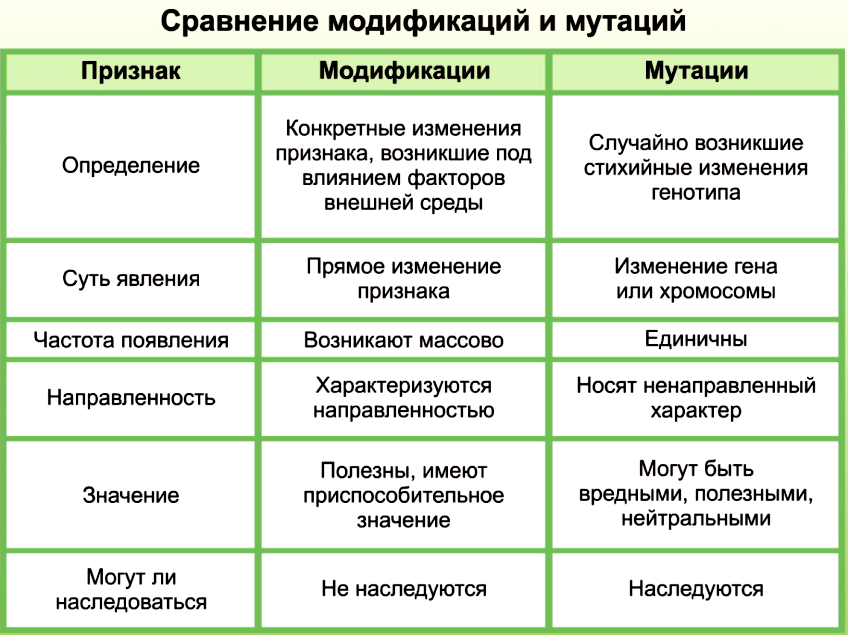 Сравнение модификаций и мутаций
Признак
Модификации
Мутации
Определение
Конкретные изменения
признака, возникшие под
влиянием факторов
внешней среды
Случайно возникшие
стихийные изменения
генотипа
Суть явления
Прямое изменение
признака
Изменение гена
или хромосомы
Частота появления
Возникают массово
Единичны
Направленность
Характеризуются
направленностью
Носят ненаправленный
характер
Значение
Полезны, имеют
приспособительное
значение
Могут быть
вредными, полезными,
нейтральными
Могут ли
наследоваться
Не наследуются
Наследуются